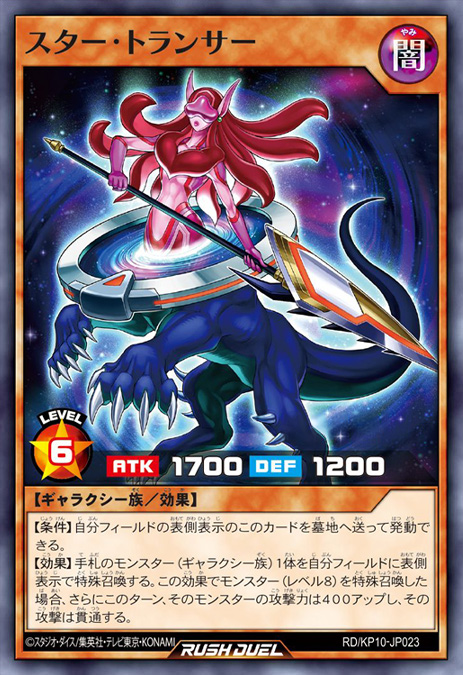 スター・トランサー
やみ
闇
LEVEL
6
ATK 1700 DEF 1200
【ギャラクシー族／効果】
【条件】自分フィールドの表側表示のこのカードを墓地へ送って発動で
きる。
【効果】手札のモンスター（ギャラクシー族）1体を自分フィールドに表側
表示で特殊召喚する。この効果でモンスター（レベル8）を特殊召喚した
場合、さらにこのターン、そのモンスターの攻撃力は400アップし、その
攻撃は貫通する。
©スタジオ・ダイス/集英社・テレビ東京・KONAMI
RUSH DUEL
RD/KP10-JP023